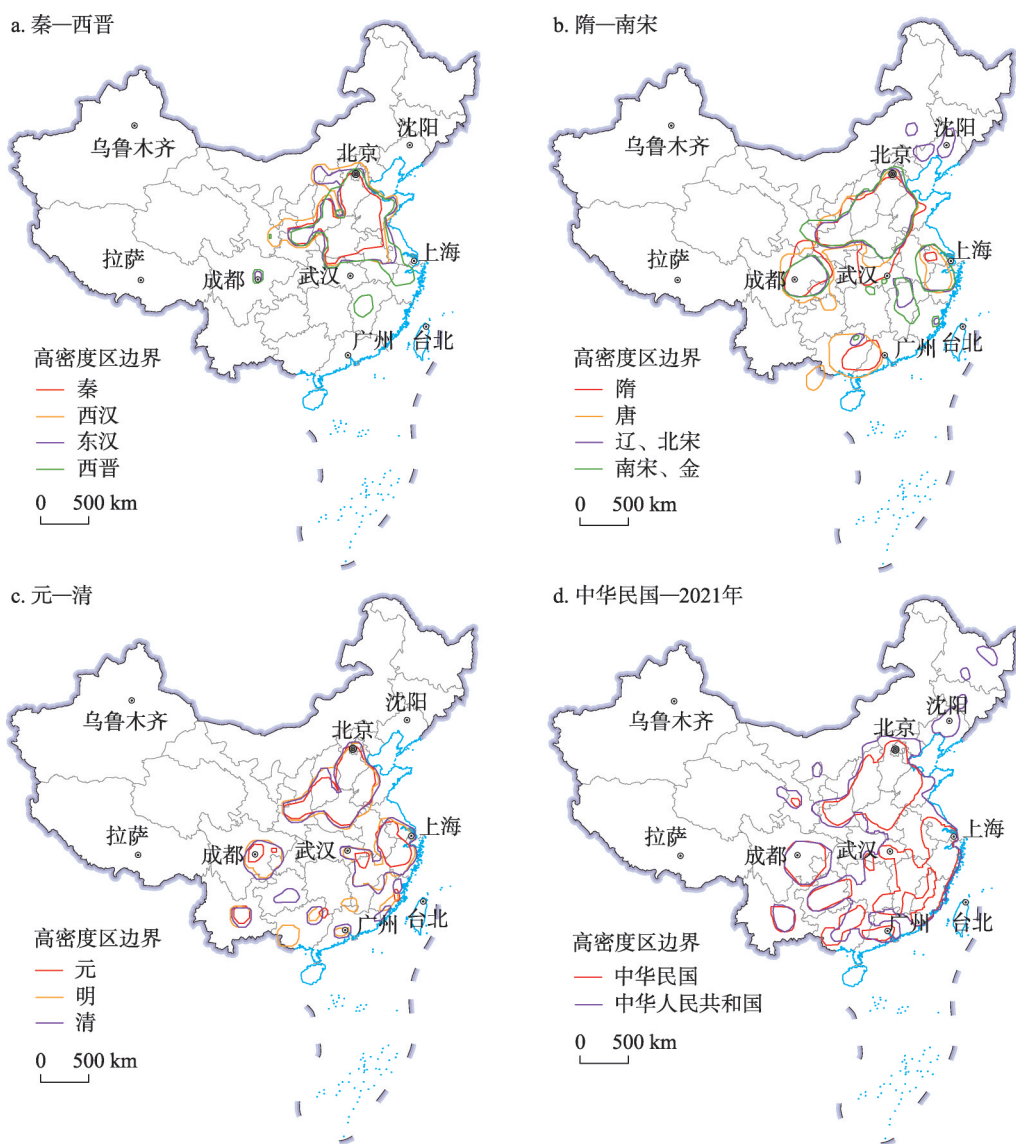 a. 秦—西晋
沈阳
乌鲁木齐
北京
拉萨
成都
武汉
上海
广州
台北
高密度区边界
秦
西汉
东汉
西晋
0 500 km
b. 隋—南宋
沈阳
乌鲁木齐
北京
拉萨
成都
武汉
上海
广州
台北
高密度区边界
隋
唐
辽、北宋
南宋、金
0 500 km
c. 元—清
沈阳
乌鲁木齐
北京
拉萨
成都
武汉
上海
广州
台北
高密度区边界
元
明
清
0 500 km
d. 中华民国—2021年
沈阳
乌鲁木齐
北京
拉萨
成都
武汉
上海
广州
台北
高密度区边界
中华民国
中华人民共和国
0 500 km